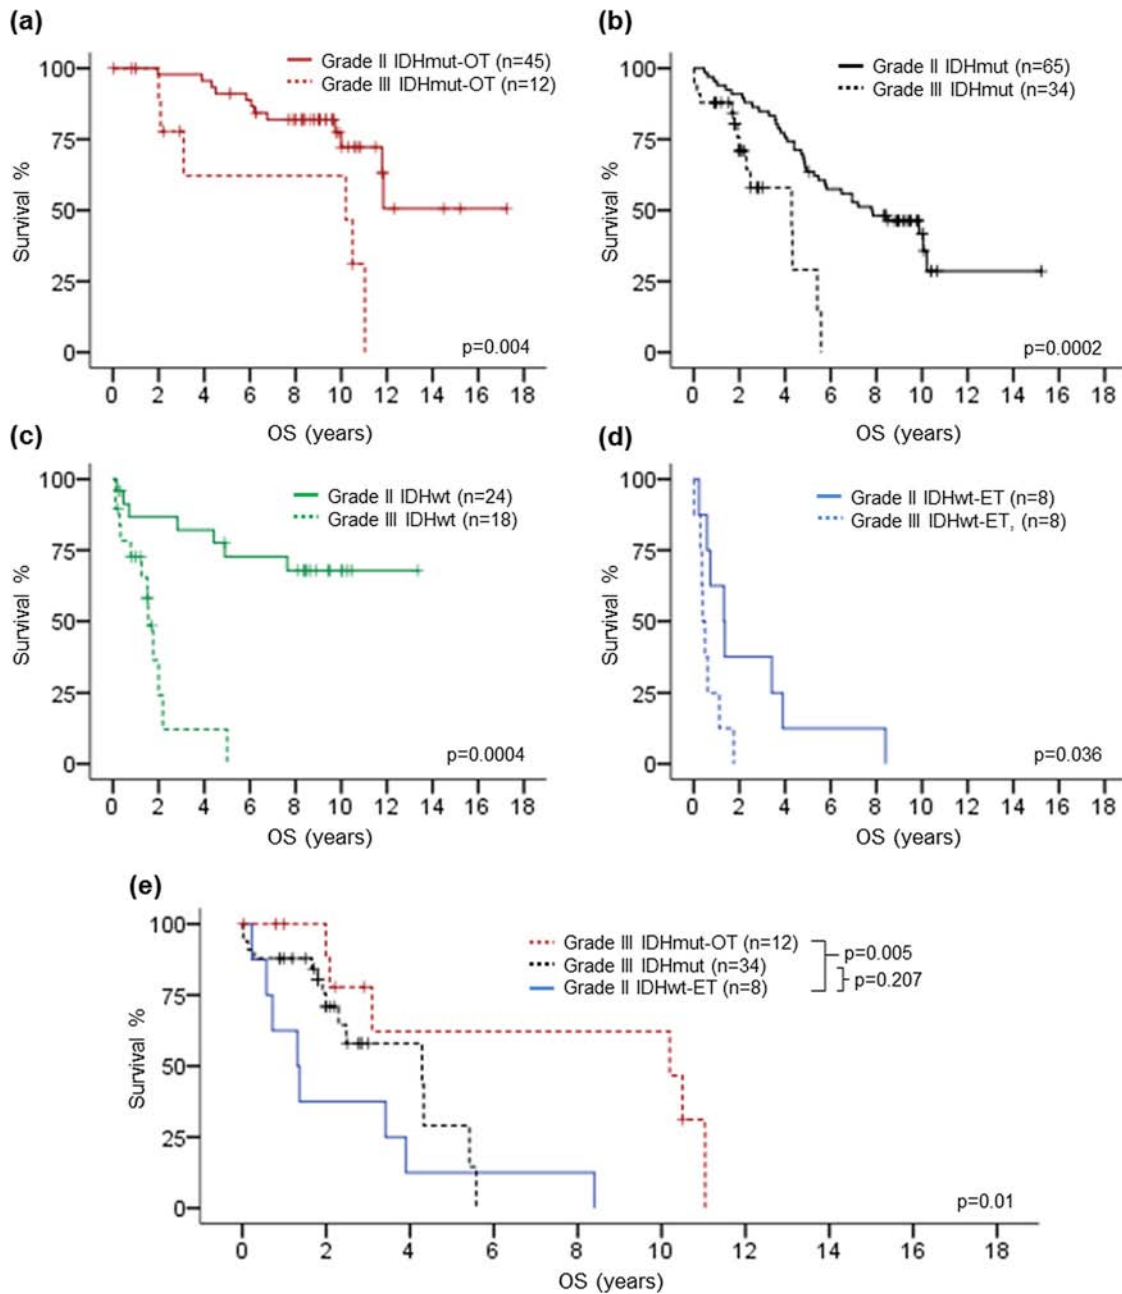 (a)
Grade II IDHmut-OT (n=45)
Grade III IDHmut-OT (n=12)
100
75
50
25
0
Survival %
p=0.004
0 2 4 6 8 10 12 14 16 18
OS (years)
(b)
Grade II IDHmut (n=65)
Grade III IDHmut (n=34)
100
75
50
25
0
Survival %
p=0.0002
0 2 4 6 8 10 12 14 16 18
OS (years)
(c)
Grade II IDHwt (n=24)
Grade III IDHwt (n=18)
100
75
50
25
0
Survival %
p=0.0004
0 2 4 6 8 10 12 14 16 18
OS (years)
(d)
Grade II IDHwt-ET (n=8)
Grade III IDHwt-ET, (n=8)
100
75
50
25
0
Survival %
p=0.036
0 2 4 6 8 10 12 14 16 18
OS (years)
(e)
Grade III IDHmut-OT (n=12)
Grade III IDHmut (n=34)
Grade II IDHwt-ET (n=8)
p=0.005
p=0.207
100
75
50
25
0
Survival %
p=0.01
0 2 4 6 8 10 12 14 16 18
OS (years)